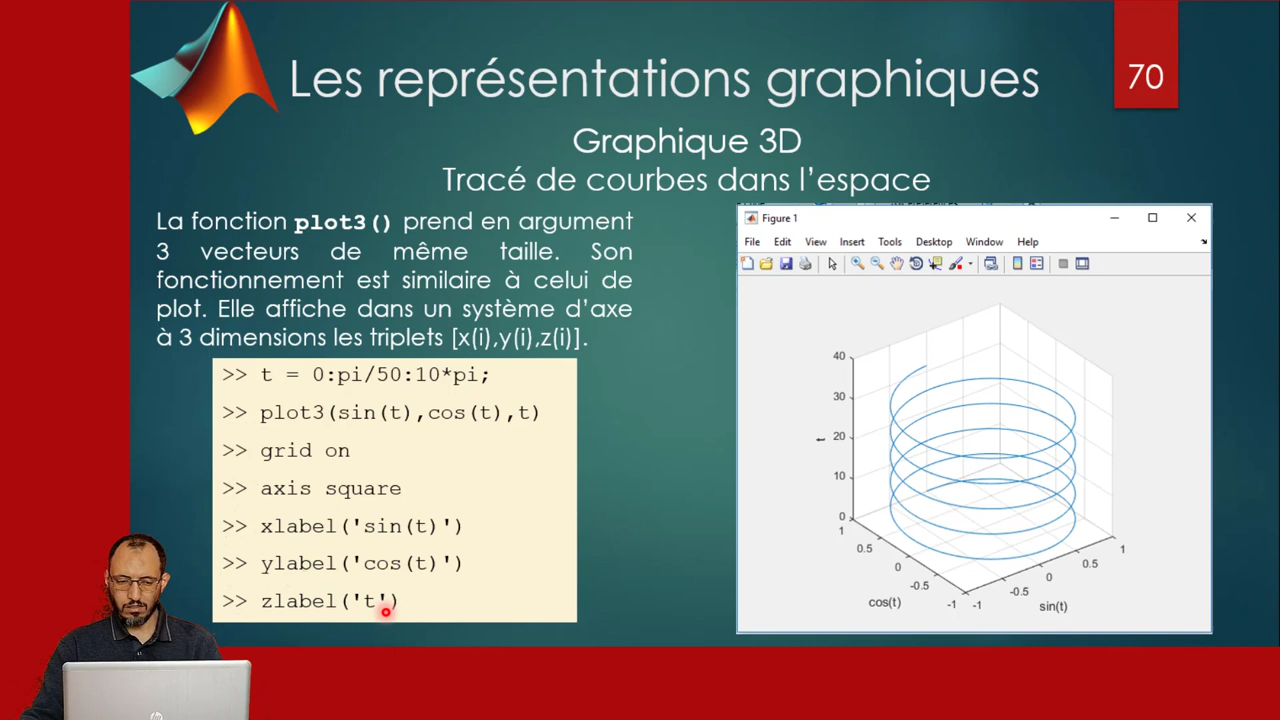 Les représentations graphiques
70
Graphique 3D
Tracé de courbes dans l’espace
La fonction plot3() prend en argument
3 vecteurs de même taille. Son
fonctionnement est similaire à celui de
plot. Elle affiche dans un système d’axe
à 3 dimensions les triplets [x(i),y(i),z(i)].
>> t = 0:pi/50:10*pi;
>> plot3(sin(t),cos(t),t)
>> grid on
>> axis square
>> xlabel('sin(t)')
>> ylabel('cos(t)')
>> zlabel('t')
Figure 1
File Edit View Insert Tools Desktop Window Help
40
30
20
10
0
t
1
0.5
0
-0.5
-1
cos(t)
-1
-0.5
0
0.5
1
sin(t)
hp